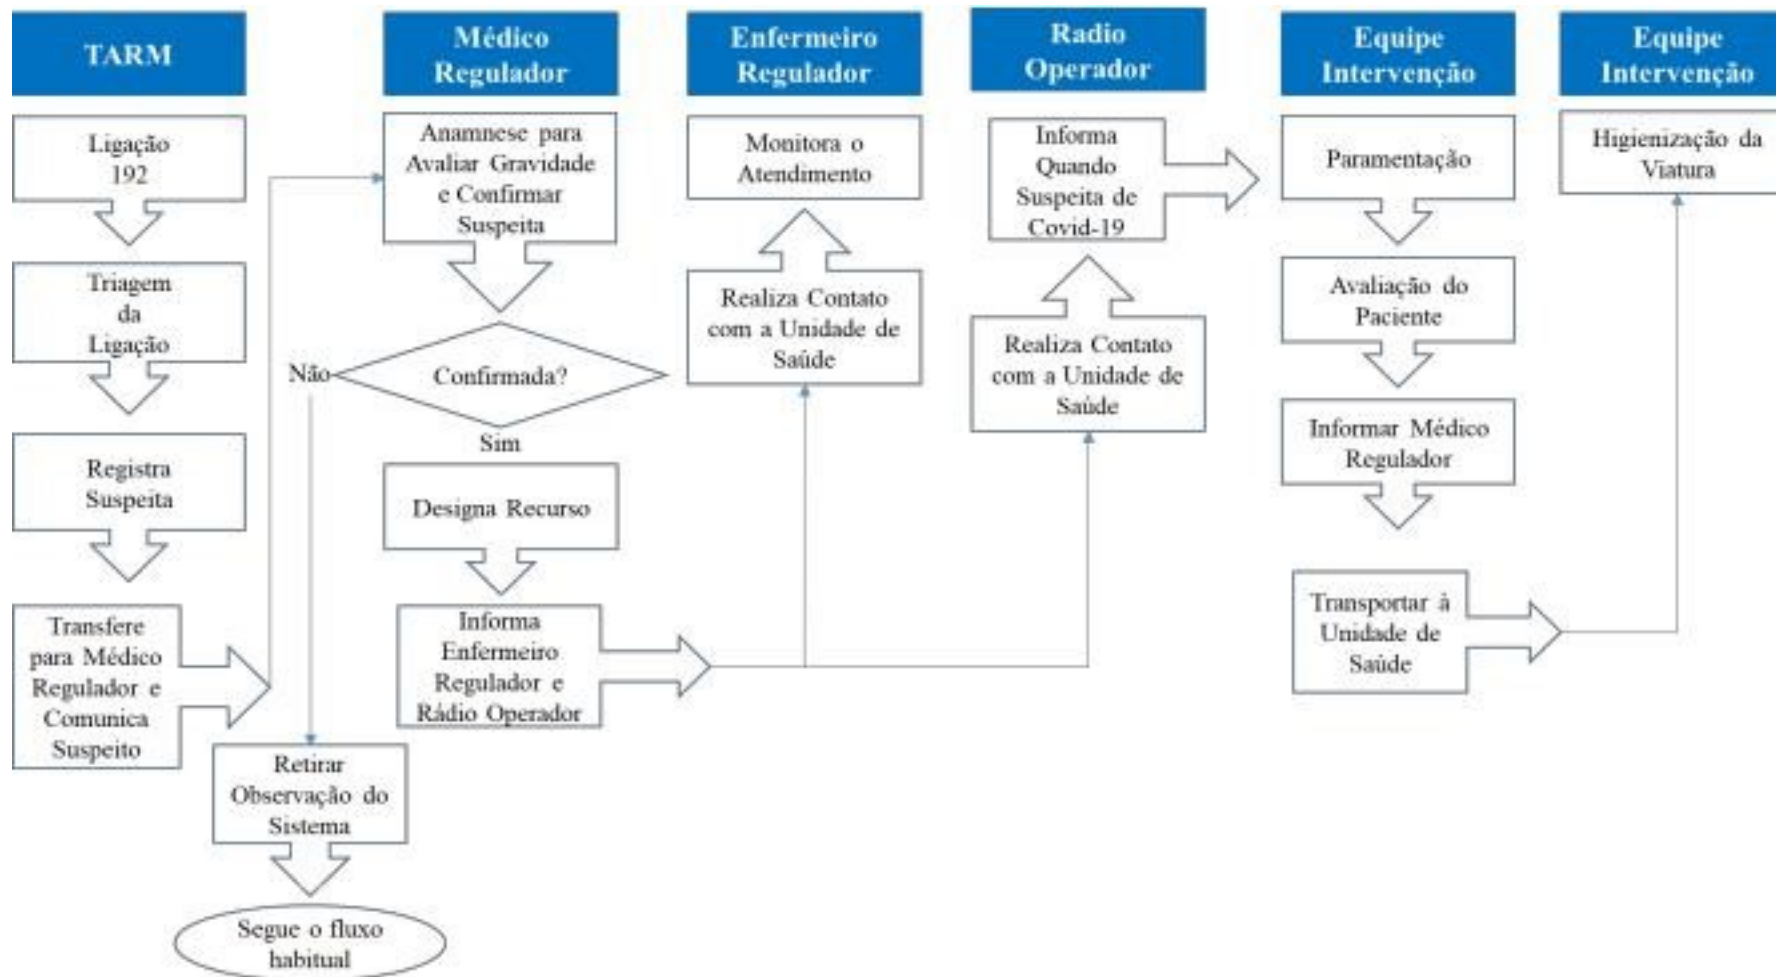 TARM
Ligação
192
Triagem
da
Ligação
Registra
Suspeita
Transfere
para Médico
Regulador e
Comunica
Suspeito
Médico
Regulador
Anamnese para
Avaliar Gravidade
e Confirmar
Suspeita
Confirmada?
Não
Sim
Retirar
Observação do
Sistema
Segue o fluxo
habitual
Designa Recurso
Informa
Enfermeiro
Regulador e
Rádio Operador
Enfermeiro
Regulador
Monitora o
Atendimento
Realiza Contato
com a Unidade de
Saúde
Radio
Operador
Informa
Quando
Suspeita de
Covid-19
Realiza Contato
com a Unidade de
Saúde
Equipe
Intervenção
Paramentação
Avaliação do
Paciente
Informar Médico
Regulador
Transportar à
Unidade de
Saúde
Equipe
Intervenção
Higienização da
Viatura